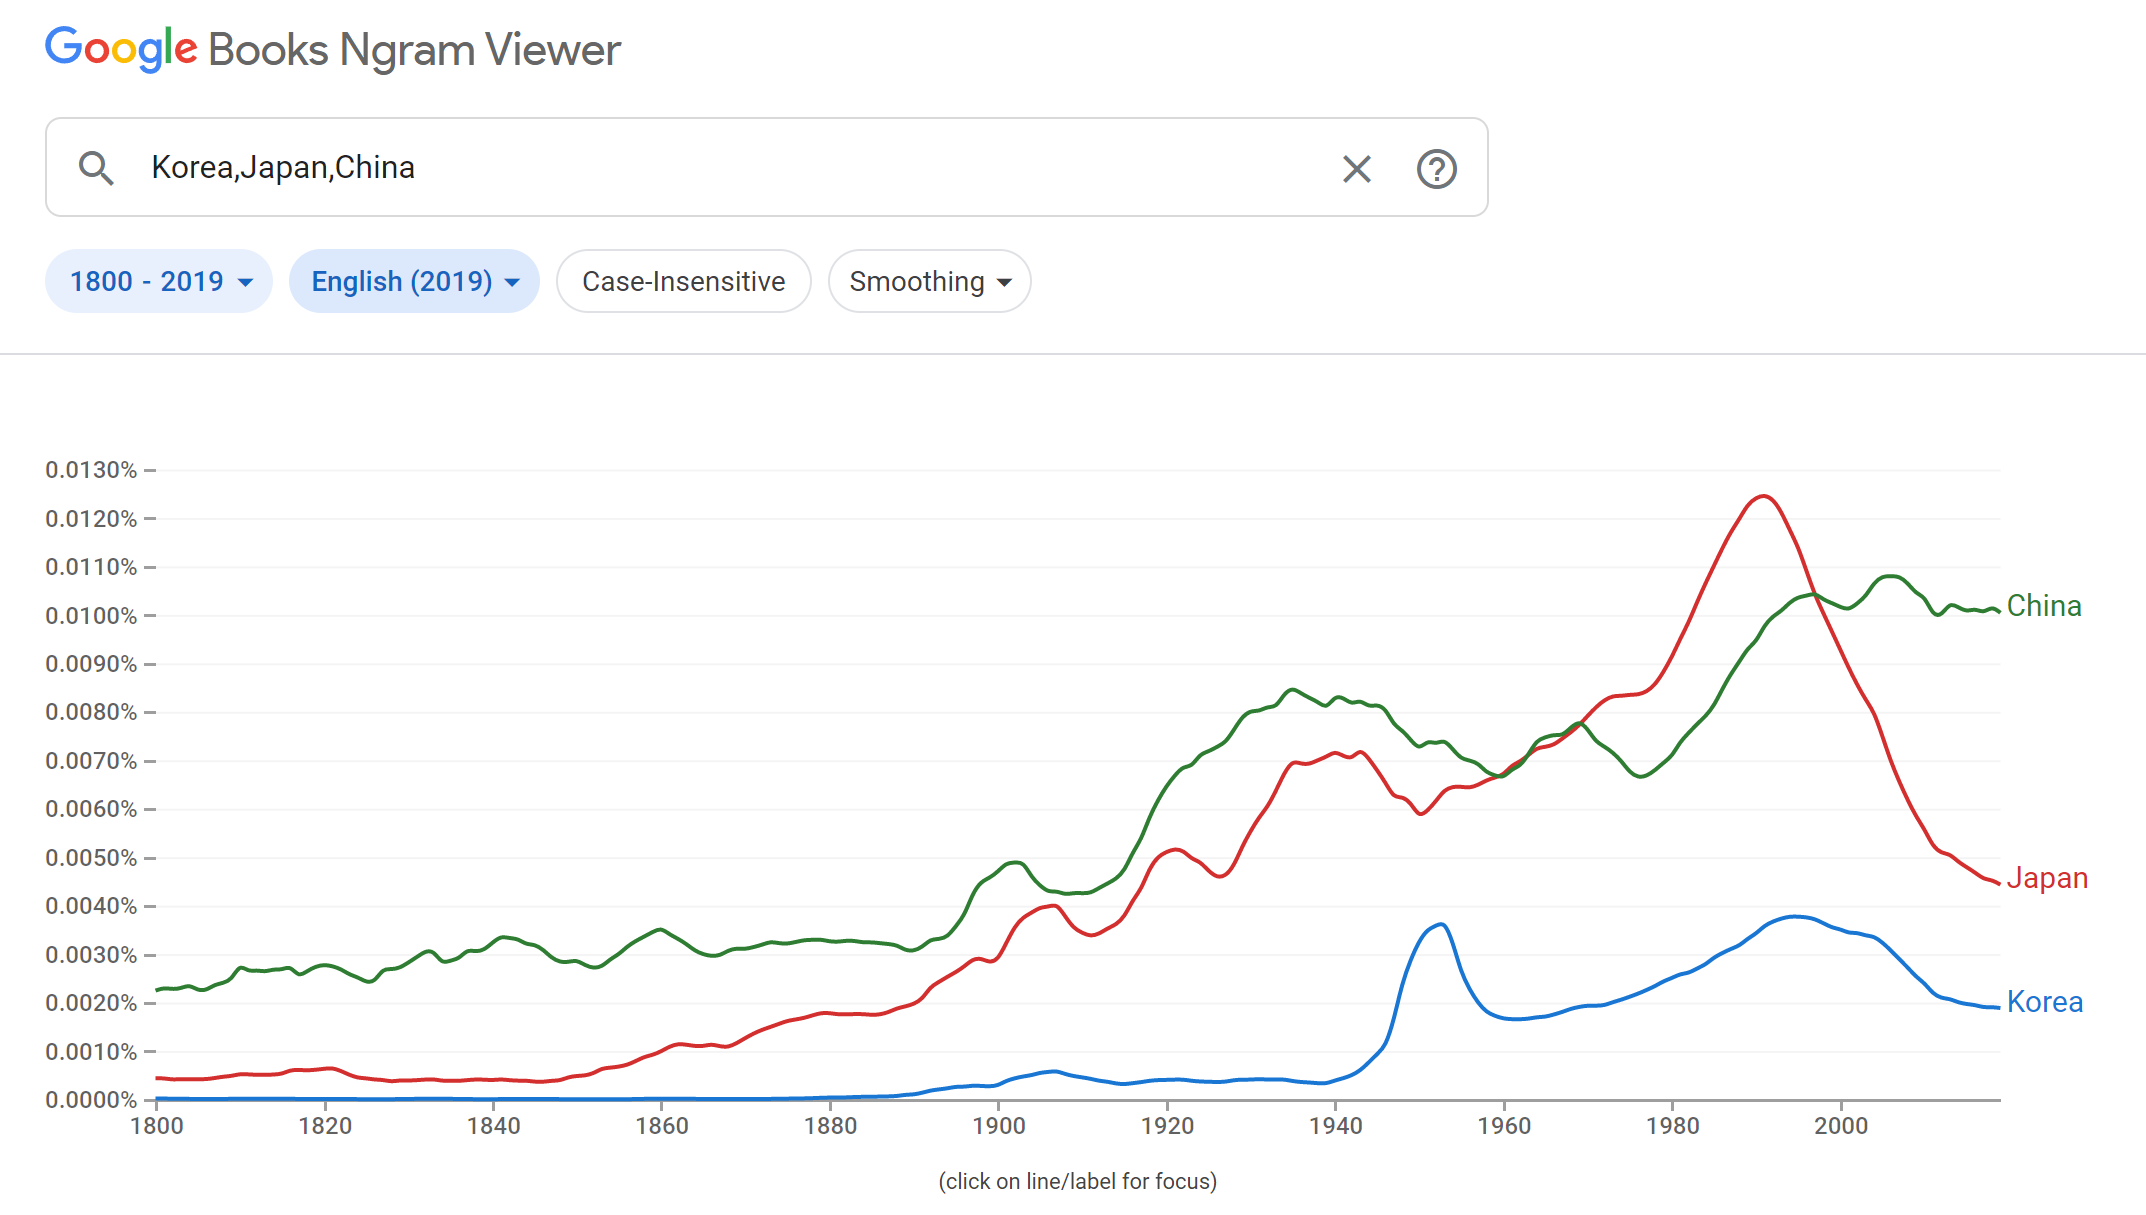 Google Books Ngram Viewer
Korea,Japan,China
1800 - 2019
English (2019)
Case-Insensitive
Smoothing
0.0130%
0.0120%
0.0110%
0.0100%
0.0090%
0.0080%
0.0070%
0.0060%
0.0050%
0.0040%
0.0030%
0.0020%
0.0010%
0.0000%
China
Japan
Korea
1800 1820 1840 1860 1880 1900 1920 1940 1960 1980 2000
(click on line/label for focus)